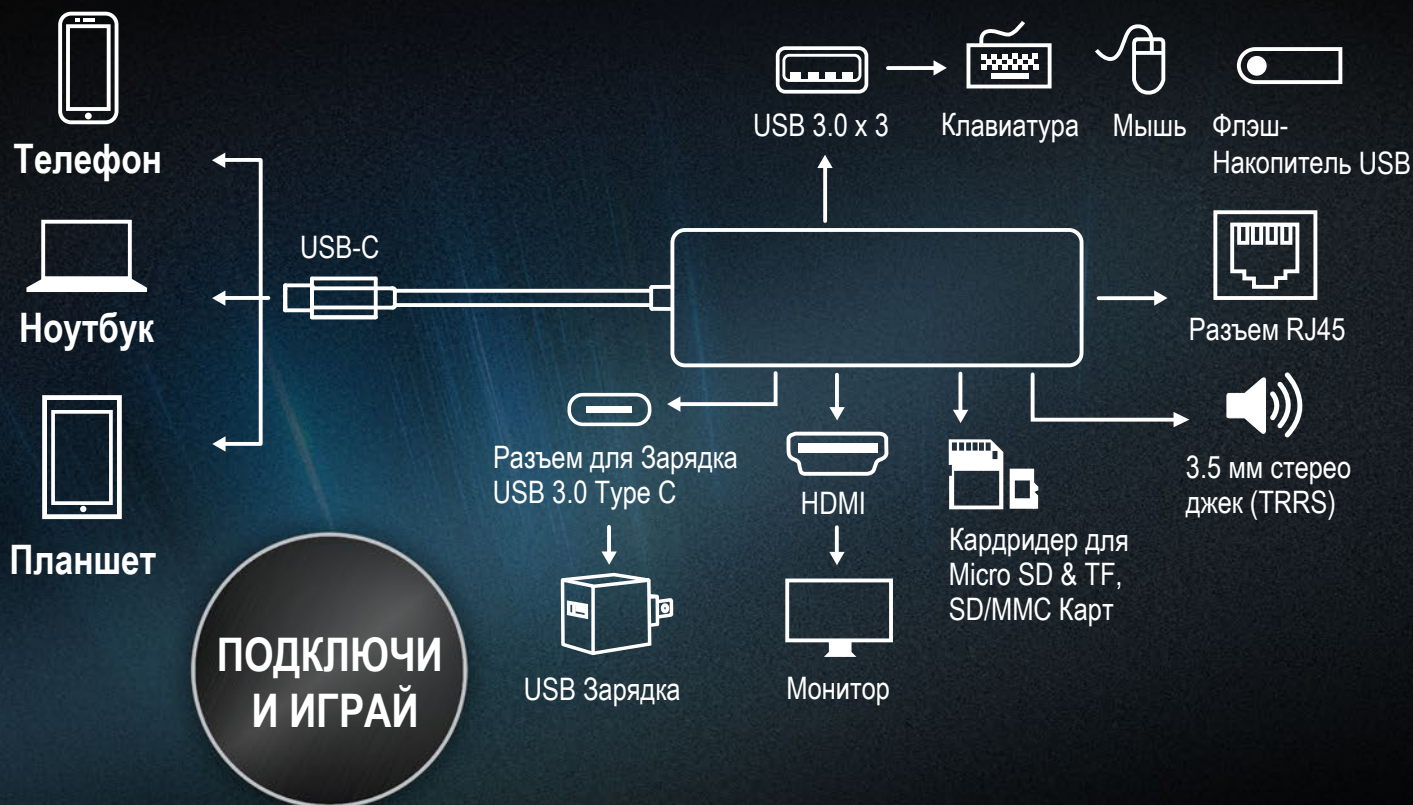 Телефон
Ноутбук
Планшет
USB-C
USB 3.0 x 3
Клавиатура
Мышь
Флэш-
Накопитель USB
Разъем RJ45
3.5 мм стерео
джек (TRRS)
Разъем для Зарядка
USB 3.0 Type C
USB Зарядка
HDMI
Монитор
Кардридер для
Micro SD & TF,
SD/MMC Карт
ПОДКЛЮЧИ
И ИГРАЙ